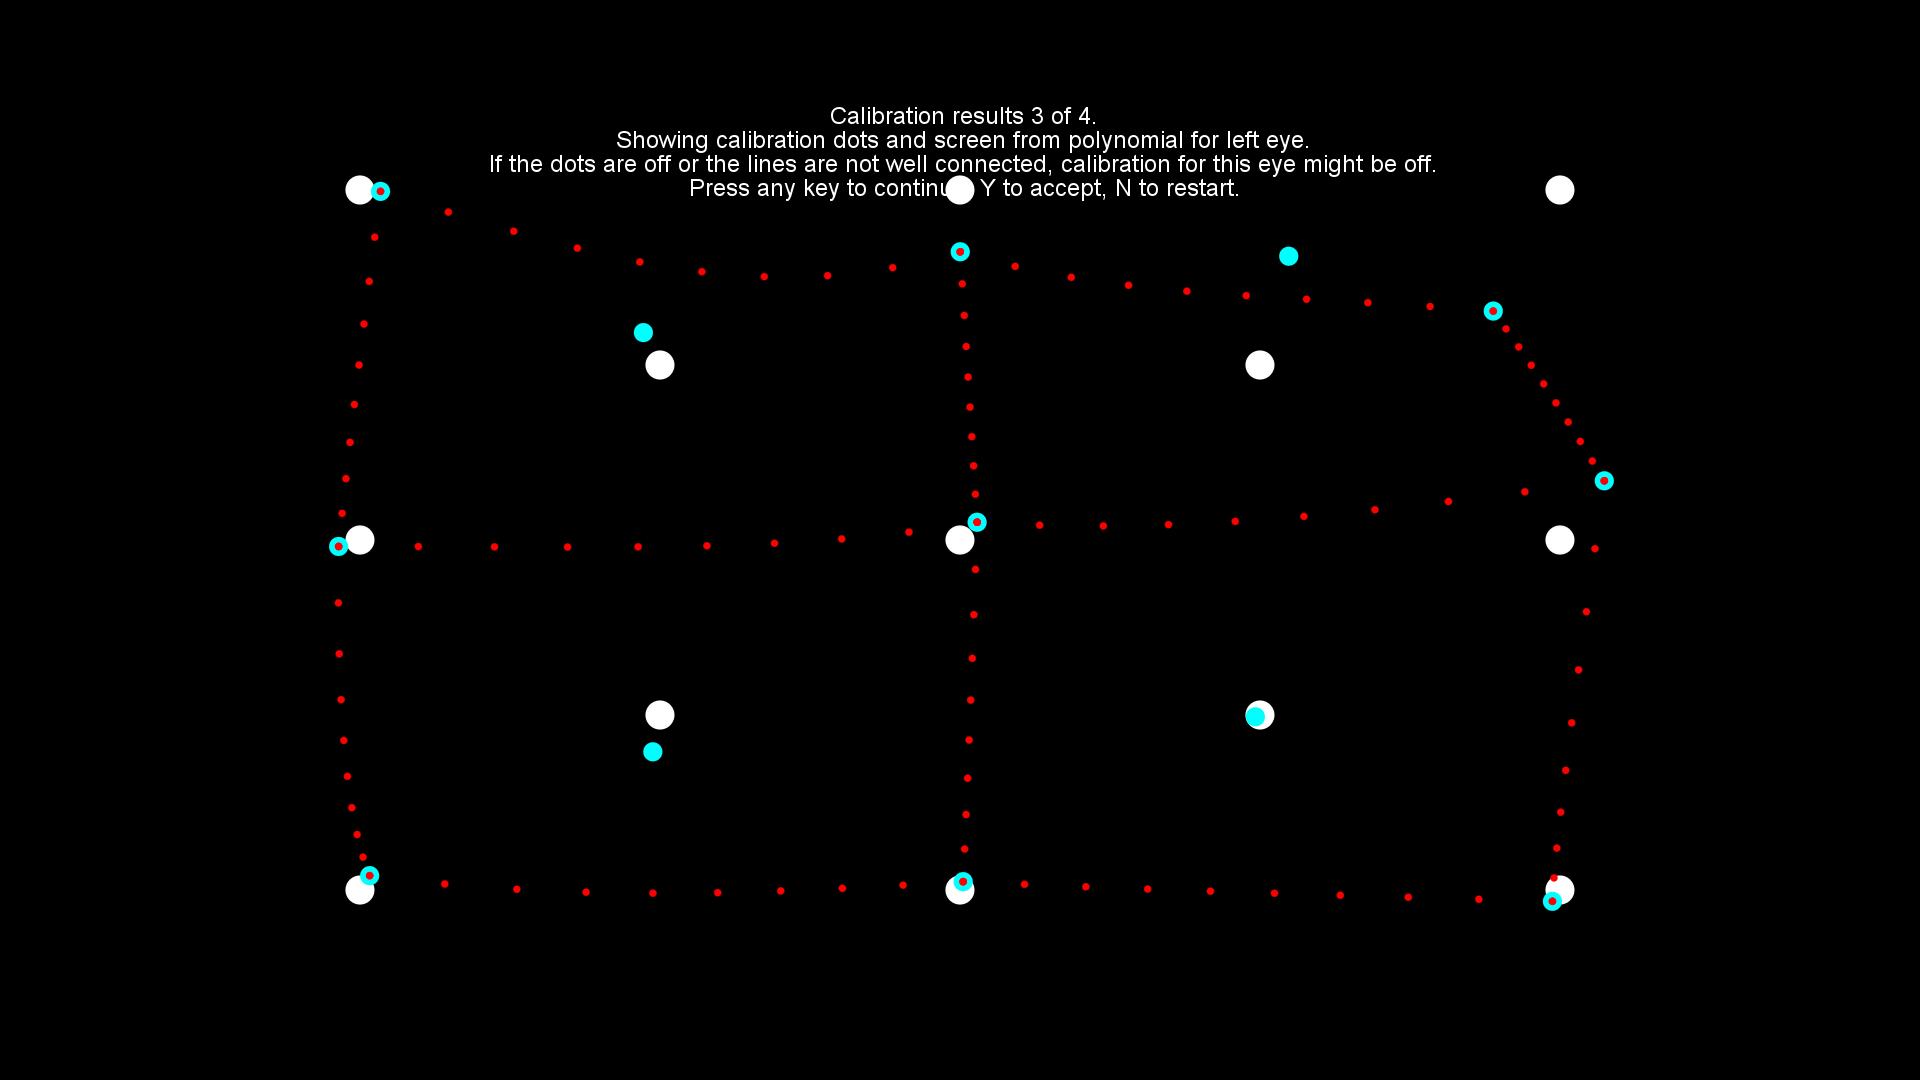 Calibration results 3 of 4.
Showing calibration dots and screen from polynomial for left eye.
If the dots are off or the lines are not well connected, calibration for this eye might be off.
Press any key to continu Y to accept, N to restart.